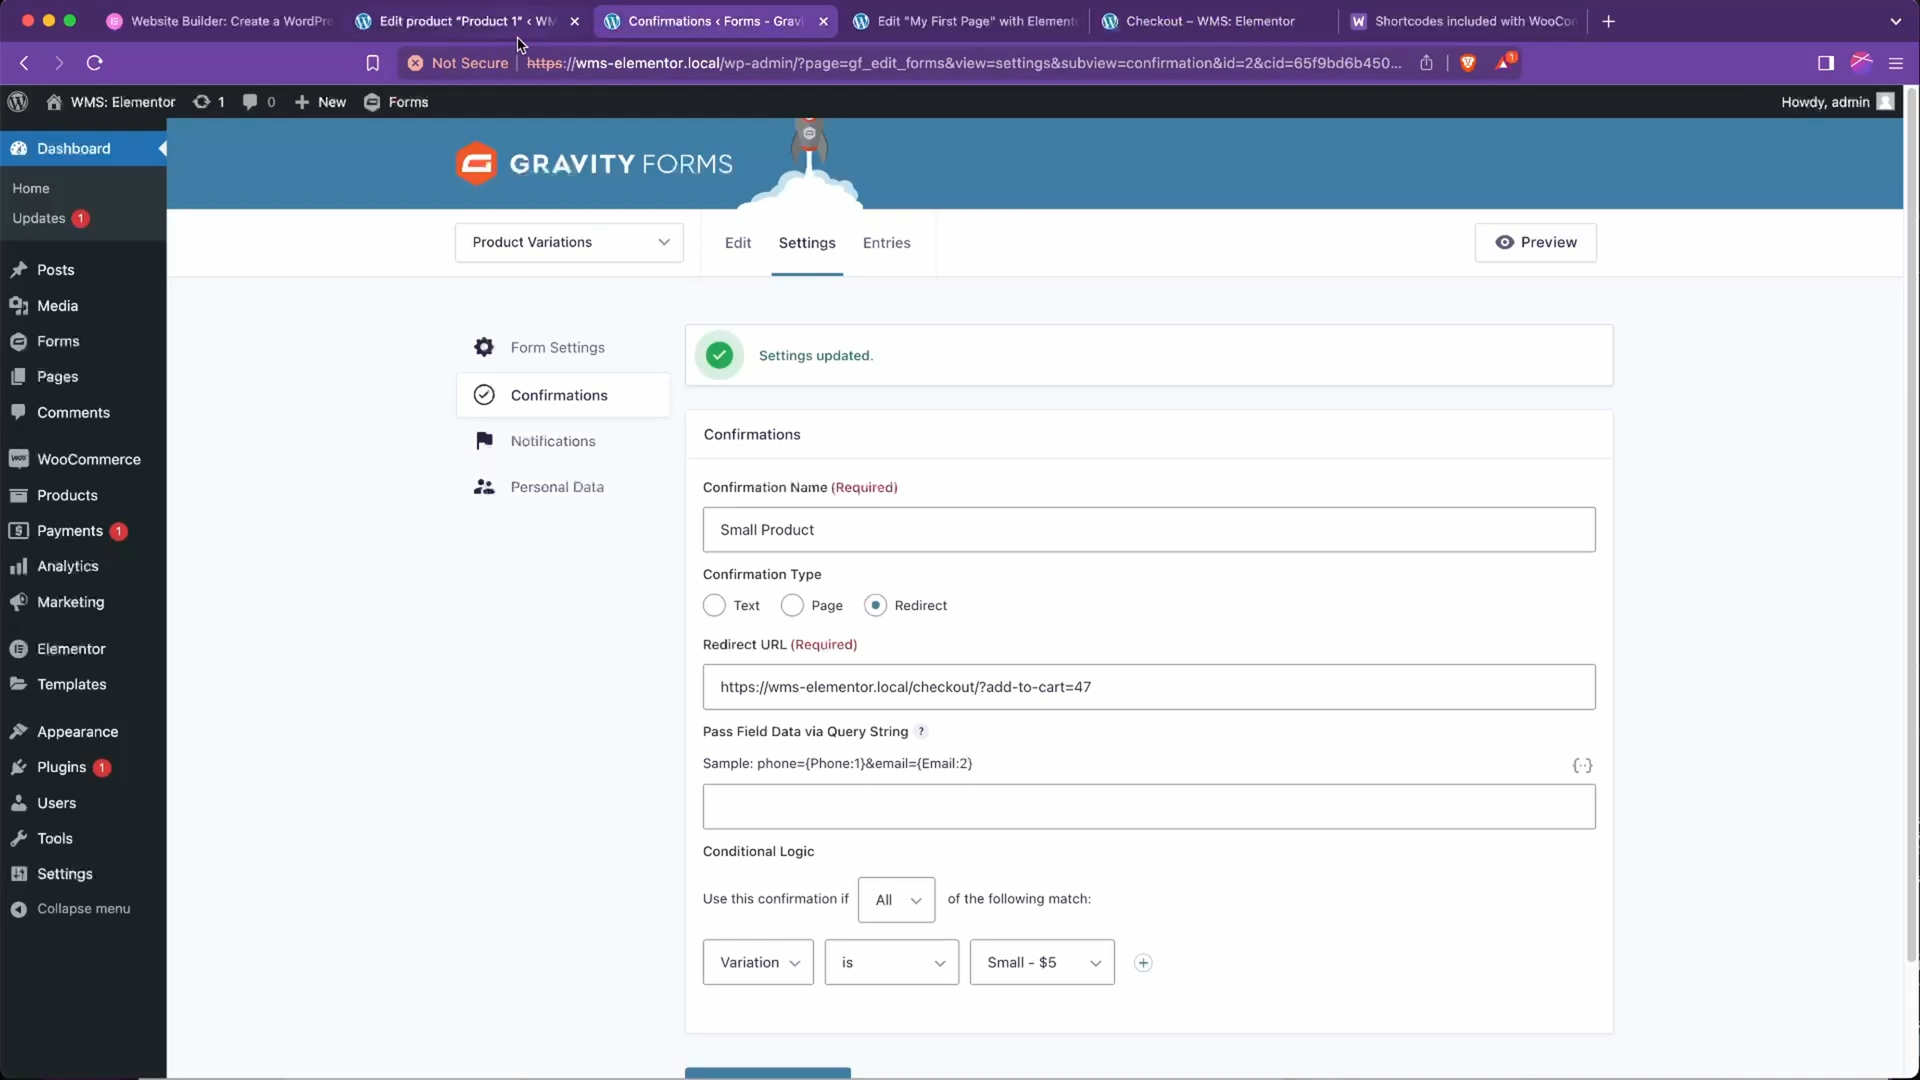 Website Builder: Create a WordPre
Edit product “Product 1” ‹ WM
Confirmations ‹ Forms - Gravi
Edit "My First Page" with Elemento
Checkout – WMS: Elementor
W Shortcodes included with WooCon
Not Secure https://wms-elementor.local/wp-admin/?page=gf_edit_forms&view=settings&subview=confirmation&id=2&cid=65f9bd6b450...
1
WMS: Elementor 1 0 New Forms Howdy, admin
Dashboard
Home
Updates 1
Posts
Media
Forms
Pages
Comments
WooCommerce
Products
Payments 1
Analytics
Marketing
Elementor
Templates
Appearance
Plugins 1
Users
Tools
Settings
Collapse menu
GRAVITY FORMS
Product Variations Edit Settings Entries Preview
Form Settings
Confirmations
Notifications
Personal Data
Settings updated.
Confirmations
Confirmation Name (Required)
Small Product
Confirmation Type
Text Page Redirect
Redirect URL (Required)
https://wms-elementor.local/checkout/?add-to-cart=47
Pass Field Data via Query String ?
Sample: phone={Phone:1}&email={Email:2}
Conditional Logic
Use this confirmation if All of the following match:
Variation is Small - $5